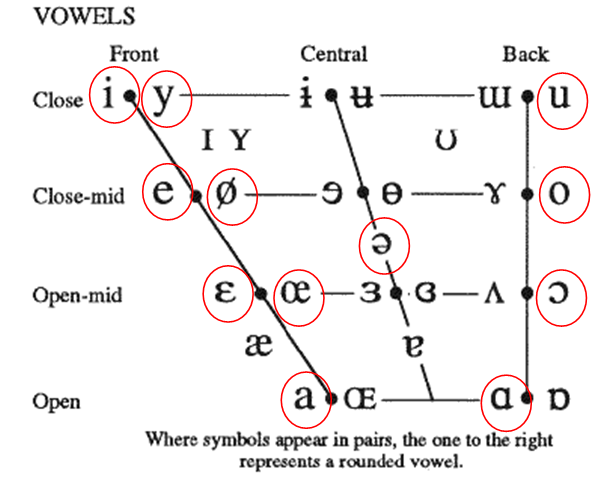 VOWELS
Front Central Back
Close i y ɨ ʉ ɯ u
I Y ʊ
Close-mid e ø ɘ ɵ ɤ o
ə
Open-mid ɛ œ ɜ ɞ ʌ ɔ
æ ɐ
Open a ɶ ɑ ɒ
Where symbols appear in pairs, the one to the right
represents a rounded vowel.